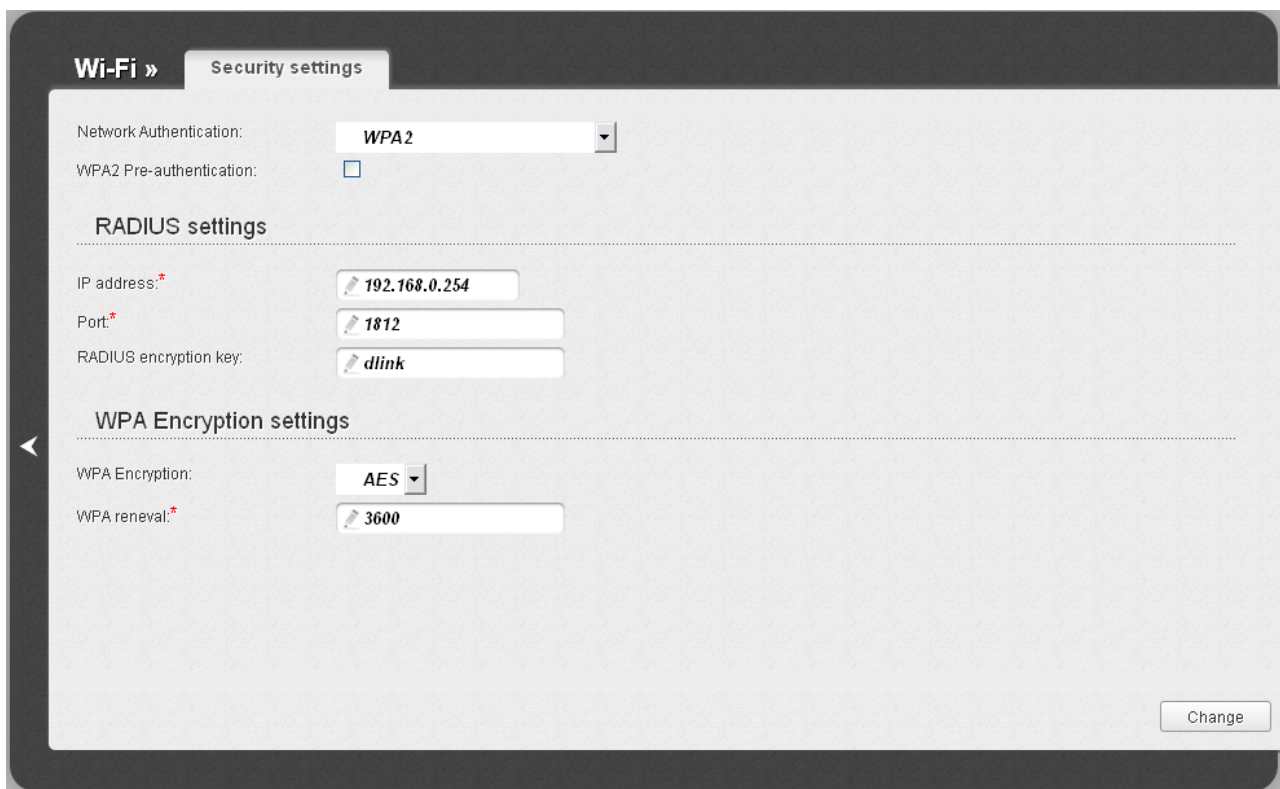 Wi-Fi » Security settings
Network Authentication: WPA2
WPA2 Pre-authentication:
RADIUS settings
IP address:* 192.168.0.254
Port:* 1812
RADIUS encryption key: dlink
WPA Encryption settings
WPA Encryption: AES
WPA reneval:* 3600
Change